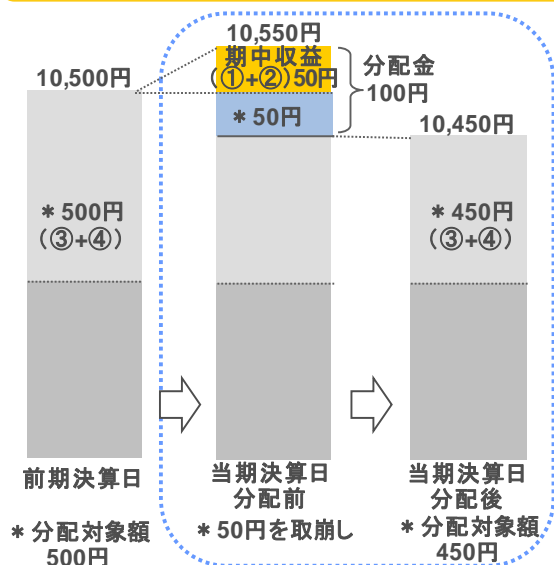 10,550円
期中収益
(①+②)50円
分配金
100円
10,500円
＊50円
10,450円
＊500円
(③+④)
＊450円
(③+④)
前期決算日
当期決算日
分配前
当期決算日
分配後
＊分配対象額
500円
＊50円を取崩し
＊分配対象額
450円